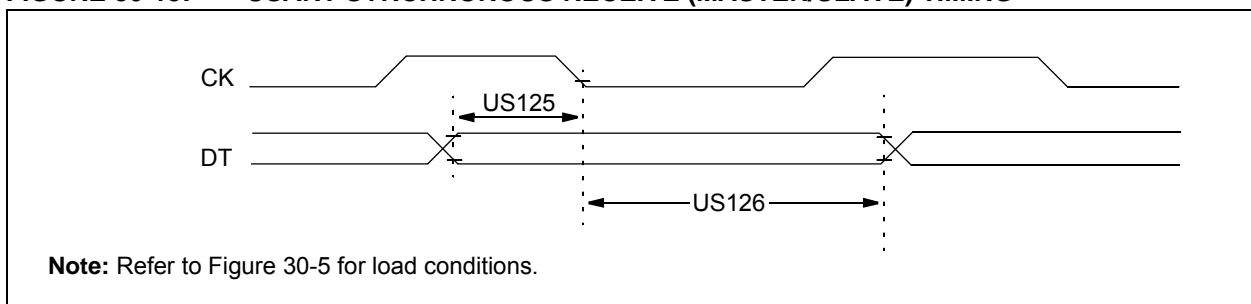 CK
US125
DT
US126
Note: Refer to Figure 30-5 for load conditions.